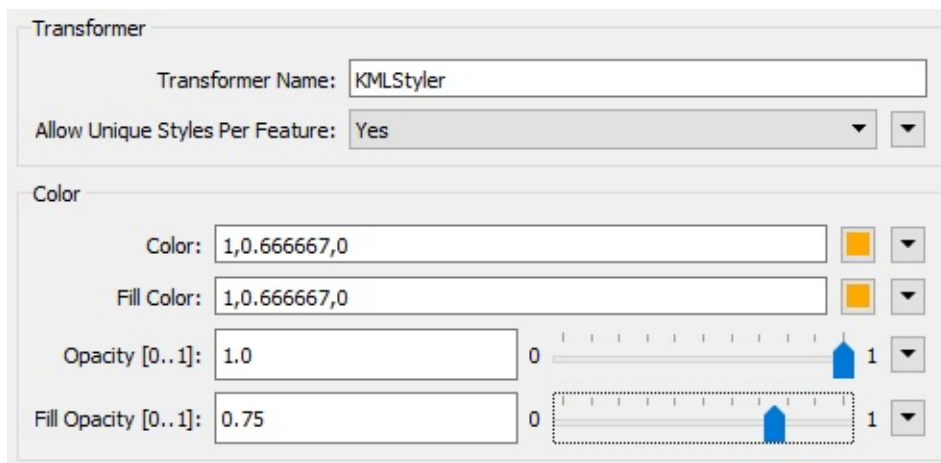 Transformer
Transformer Name: KMLStyler
Allow Unique Styles Per Feature: Yes
Color
Color: 1,0.666667,0
Fill Color: 1,0.666667,0
Opacity [0..1]: 1.0 0 1
Fill Opacity [0..1]: 0.75 0 1